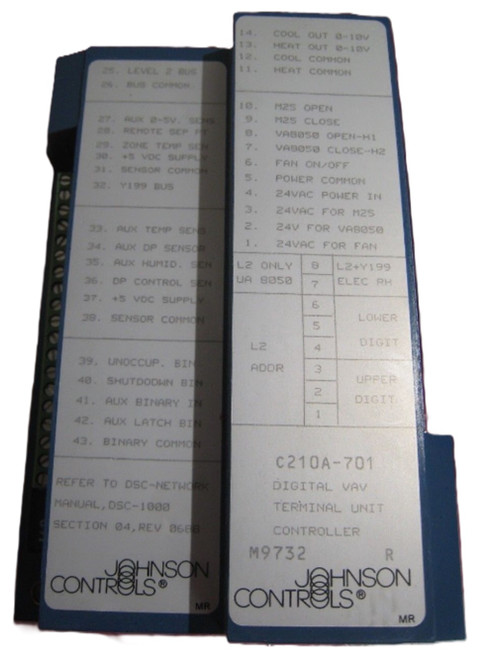 25. LEVEL 2 BUS
26. BUS COMMON
27. AUX 0-5V. SENS
28. REMOTE SEP PT
29. ZONE TEMP SEN
30. +5 VDC SUPPLY
31. SENSOR COMMON
32. Y199 BUS
33. AUX TEMP SENS
34. AUX DP SENSOR
35. AUX HUMID. SEN
36. DP CONTROL SEN
37. +5 VDC SUPPLY
38. SENSOR COMMON
39. UNOCCUP. BIN
40. SHUTDOOWN BIN
41. AUX BINARY IN
42. AUX LATCH BIN
43. BINARY COMMON
REFER TO DSC-NETWORK
MANUAL,DSC-1000
SECTION 04,REV 0688
JOHNSON
CONTROLS®
MR
14. COOL OUT 0-10V
13. HEAT OUT 0-10V
12. COOL COMMON
11. HEAT COMMON
10. M25 OPEN
9. M25 CLOSE
8. VA8050 OPEN-H1
7. VA8050 CLOSE-H2
6. FAN ON/OFF
5. POWER COMMON
4. 24VAC POWER IN
3. 24VAC FOR M25
2. 24V FOR VA8050
1. 24VAC FOR FAN
L2 ONLY 8 L2+Y199
VA 8050 7 ELEC RH
6
5 LOWER
L2 4 DIGIT
ADDR 3
2 UPPER
1 DIGIT
C210A-701
DIGITAL VAV
TERMINAL UNIT
CONTROLLER
M9732 R
JOHNSON
CONTROLS®
MR